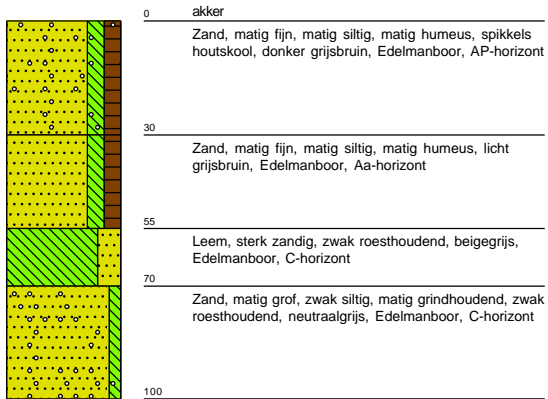 0 akker
Zand, matig fijn, matig siltig, matig humeus, spikkels
houtskool, donker grijsbruin, Edelmanboor, AP-horizont
30
Zand, matig fijn, matig siltig, matig humeus, licht
grijsbruin, Edelmanboor, Aa-horizont
55
Leem, sterk zandig, zwak roesthoudend, beigegrijs,
Edelmanboor, C-horizont
70
Zand, matig grof, zwak siltig, matig grindhoudend, zwak
roesthoudend, neutraalgrijs, Edelmanboor, C-horizont
100